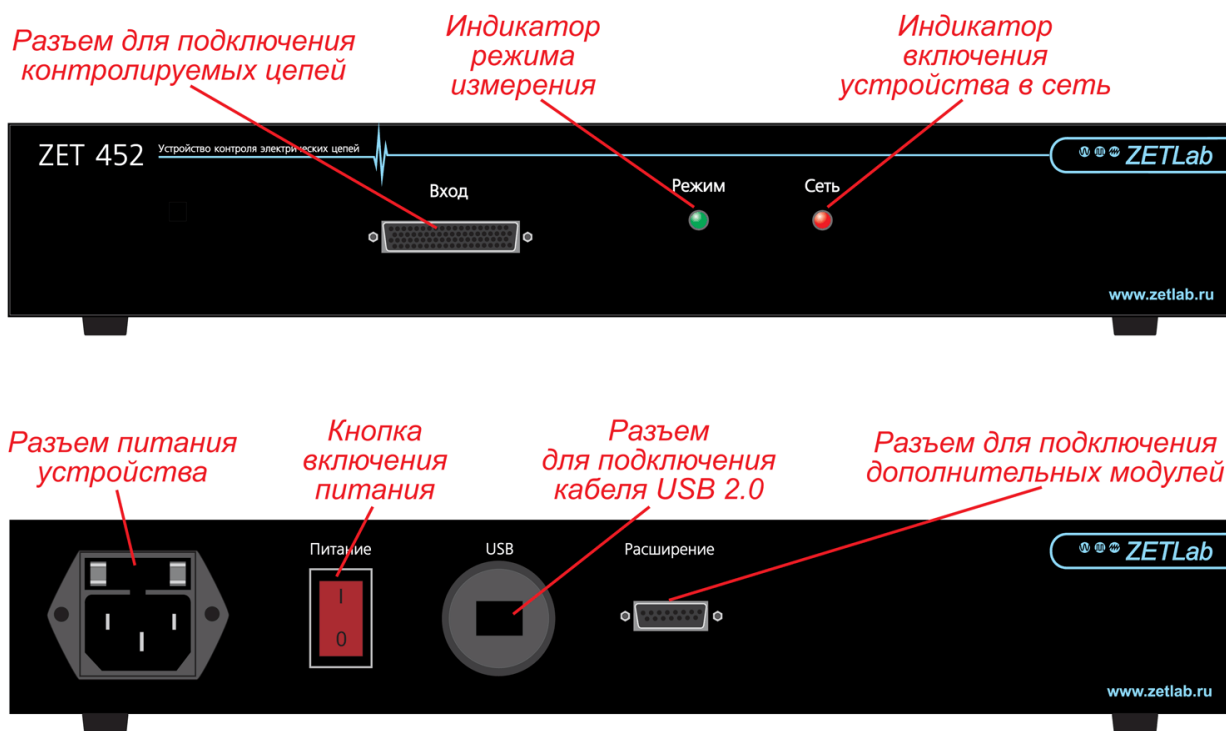 Разъем для подключения
контролируемых цепей
Индикатор
режима
измерения
Индикатор
включения
устройства в сеть
ZET 452
Устройство контроля электрических цепей
ZETLab
Вход
Режим
Сеть
www.zetlab.ru
Разъем питания
устройства
Кнопка
включения
питания
Разъем
для подключения
кабеля USB 2.0
Разъем для подключения
дополнительных модулей
ZETLab
Питание
USB
Расширение
I
0
www.zetlab.ru